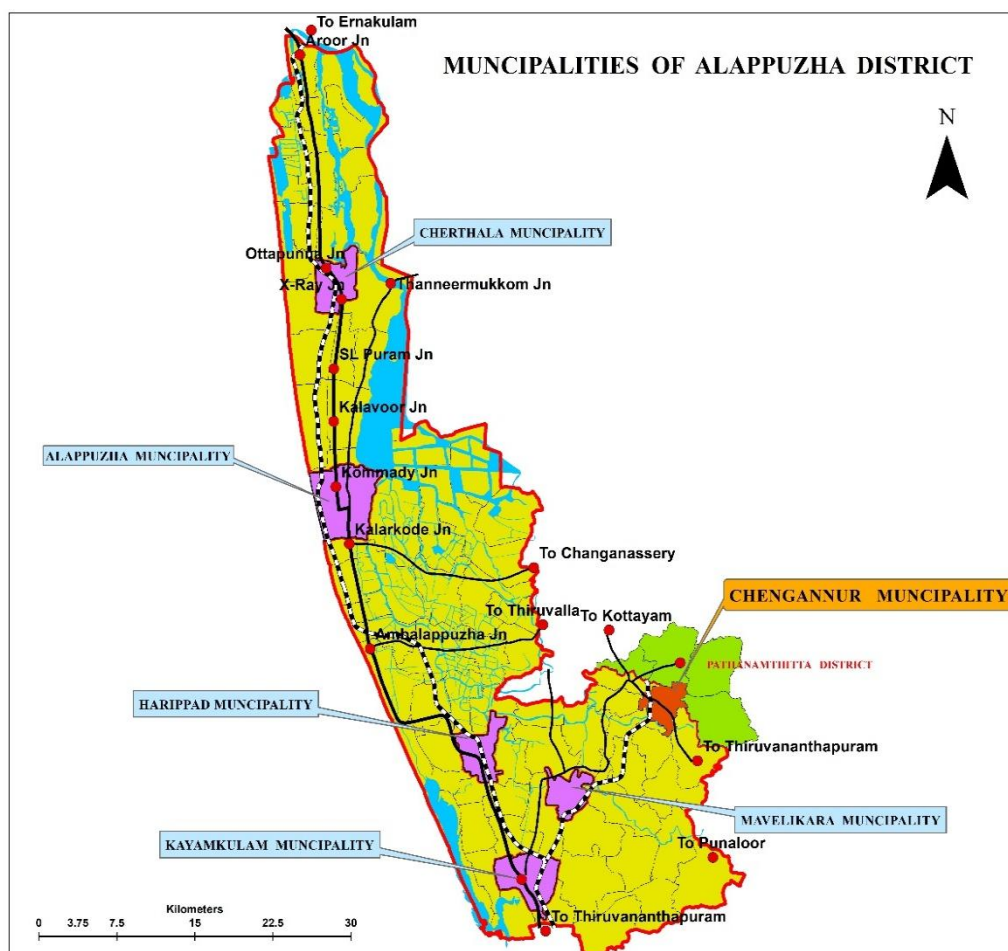 To Ernakulam
Aroor Jn
MUNCIPALITIES OF ALAPPUZHA DISTRICT
N
CHERTHALA MUNCIPALITY
Ottapunna Jn
X-Ray Jn
Thanneermukkom Jn
SL Puram Jn
Kalavoor Jn
ALAPPUZHA MUNCIPALITY
Kommady Jn
Kalarkode Jn
To Changanassery
CHENGANNUR MUNCIPALITY
To Thiruvalla
To Kottayam
Ambalappuzha Jn
PATHANAMTHITTA DISTRICT
HARIPPAD MUNCIPALITY
To Thiruvananthapuram
MAVELIKARA MUNCIPALITY
To Punaloor
KAYAMKULAM MUNCIPALITY
Kilometers
0 3.75 7.5 15 22.5 30
To Thiruvananthapuram